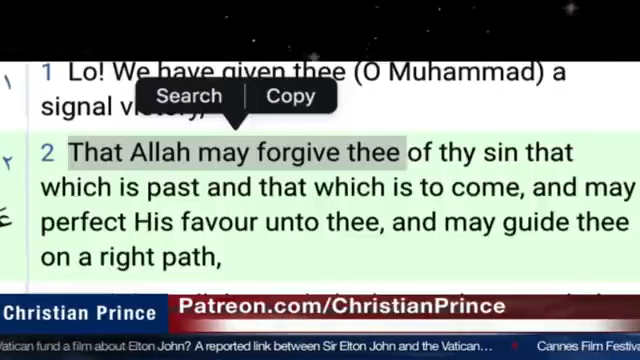 1 Lo! We have given thee (O Muhammad) a
Search Copy
signal victory,
2 That Allah may forgive thee of thy sin that
which is past and that which is to come, and may
perfect His favour unto thee, and may guide thee
on a right path,
١
٢
Christian Prince
Patreon.com/ChristianPrince
Vatican fund a film about Elton John? A reported link between Sir Elton John and the Vatican... Cannes Film Festiva